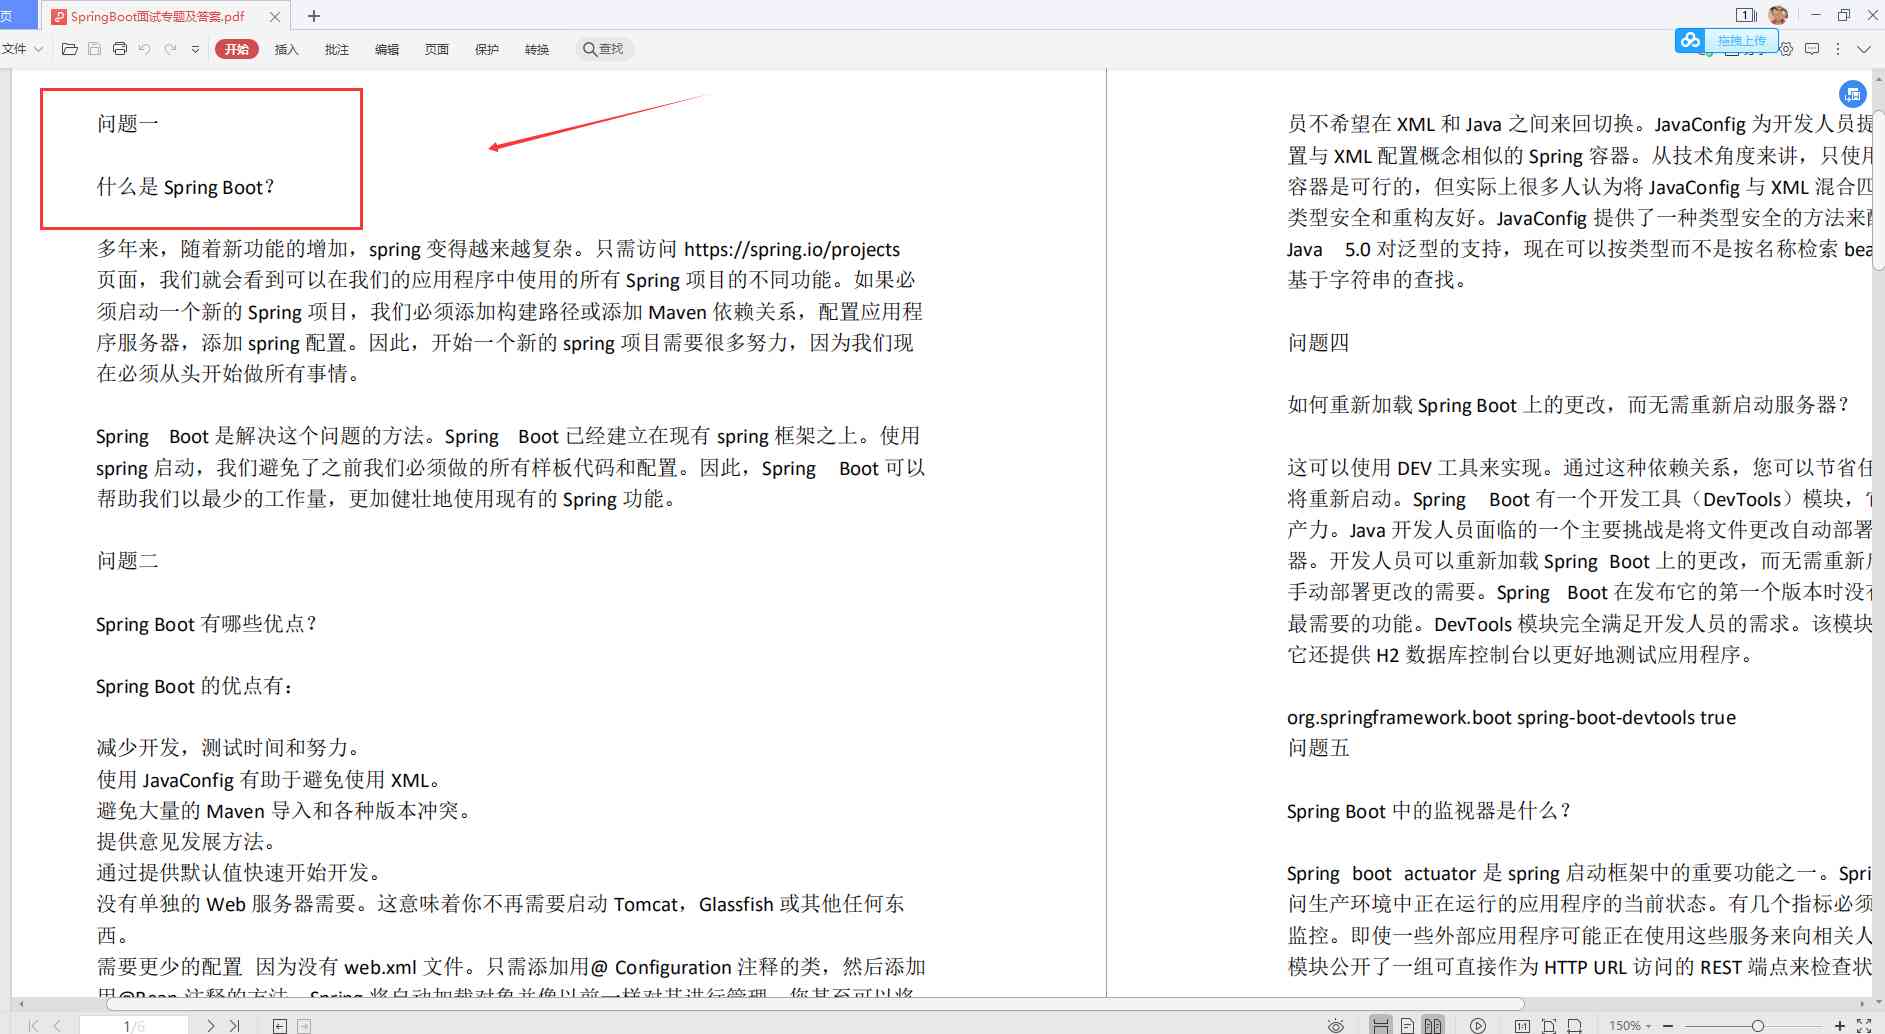 页
SpringBoot面试专题及答案.pdf
1
文件
开始
插入
批注
编辑
页面
保护
转换
查找
拖拽上传
问题一
什么是 Spring Boot？
多年来，随着新功能的增加，spring 变得越来越复杂。只需访问 https://spring.io/projects
页面，我们就会看到可以在我们的应用程序中使用的所有 Spring 项目的不同功能。如果必
须启动一个新的 Spring 项目，我们必须添加构建路径或添加 Maven 依赖关系，配置应用程
序服务器，添加 spring 配置。因此，开始一个新的 spring 项目需要很多努力，因为我们现
在必须从头开始做所有事情。
Spring Boot 是解决这个问题的方法。Spring Boot 已经建立在现有 spring 框架之上。使用
spring 启动，我们避免了之前我们必须做的所有样板代码和配置。因此，Spring Boot 可以
帮助我们以最少的工作量，更加健壮地使用现有的 Spring 功能。
问题二
Spring Boot 有哪些优点？
Spring Boot 的优点有：
减少开发，测试时间和努力。
使用 JavaConfig 有助于避免使用 XML。
避免大量的 Maven 导入和各种版本冲突。
提供意见发展方法。
通过提供默认值快速开始开发。
没有单独的 Web 服务器需要。这意味着你不再需要启动 Tomcat，Glassfish 或其他任何东
西。
需要更少的配置 因为没有 web.xml 文件。只需添加用@ Configuration 注释的类，然后添加
用@Bean 注释的方法，Spring 将自动加载对象并像以前一样对其进行管理。您甚至可以将
员不希望在 XML 和 Java 之间来回切换。JavaConfig 为开发人员提
置与 XML 配置概念相似的 Spring 容器。从技术角度来讲，只使用
容器是可行的，但实际上很多人认为将 JavaConfig 与 XML 混合匹
类型安全和重构友好。JavaConfig 提供了一种类型安全的方法来配
Java 5.0 对泛型的支持，现在可以按类型而不是按名称检索 bea
基于字符串的查找。
问题四
如何重新加载 Spring Boot 上的更改，而无需重新启动服务器？
这可以使用 DEV 工具来实现。通过这种依赖关系，您可以节省任
将重新启动。Spring Boot 有一个开发工具（DevTools）模块，它
产力。Java 开发人员面临的一个主要挑战是将文件更改自动部署
器。开发人员可以重新加载 Spring Boot 上的更改，而无需重新启
手动部署更改的需要。Spring Boot 在发布它的第一个版本时没有
最需要的功能。DevTools 模块完全满足开发人员的需求。该模块
它还提供 H2 数据库控制台以更好地测试应用程序。
org.springframework.boot spring-boot-devtools true
问题五
Spring Boot 中的监视器是什么？
Spring boot actuator 是 spring 启动框架中的重要功能之一。Spri
问生产环境中正在运行的应用程序的当前状态。有几个指标必须
监控。即使一些外部应用程序可能正在使用这些服务来向相关人
模块公开了一组可直接作为 HTTP URL 访问的 REST 端点来检查状
1/6
1:1
150%